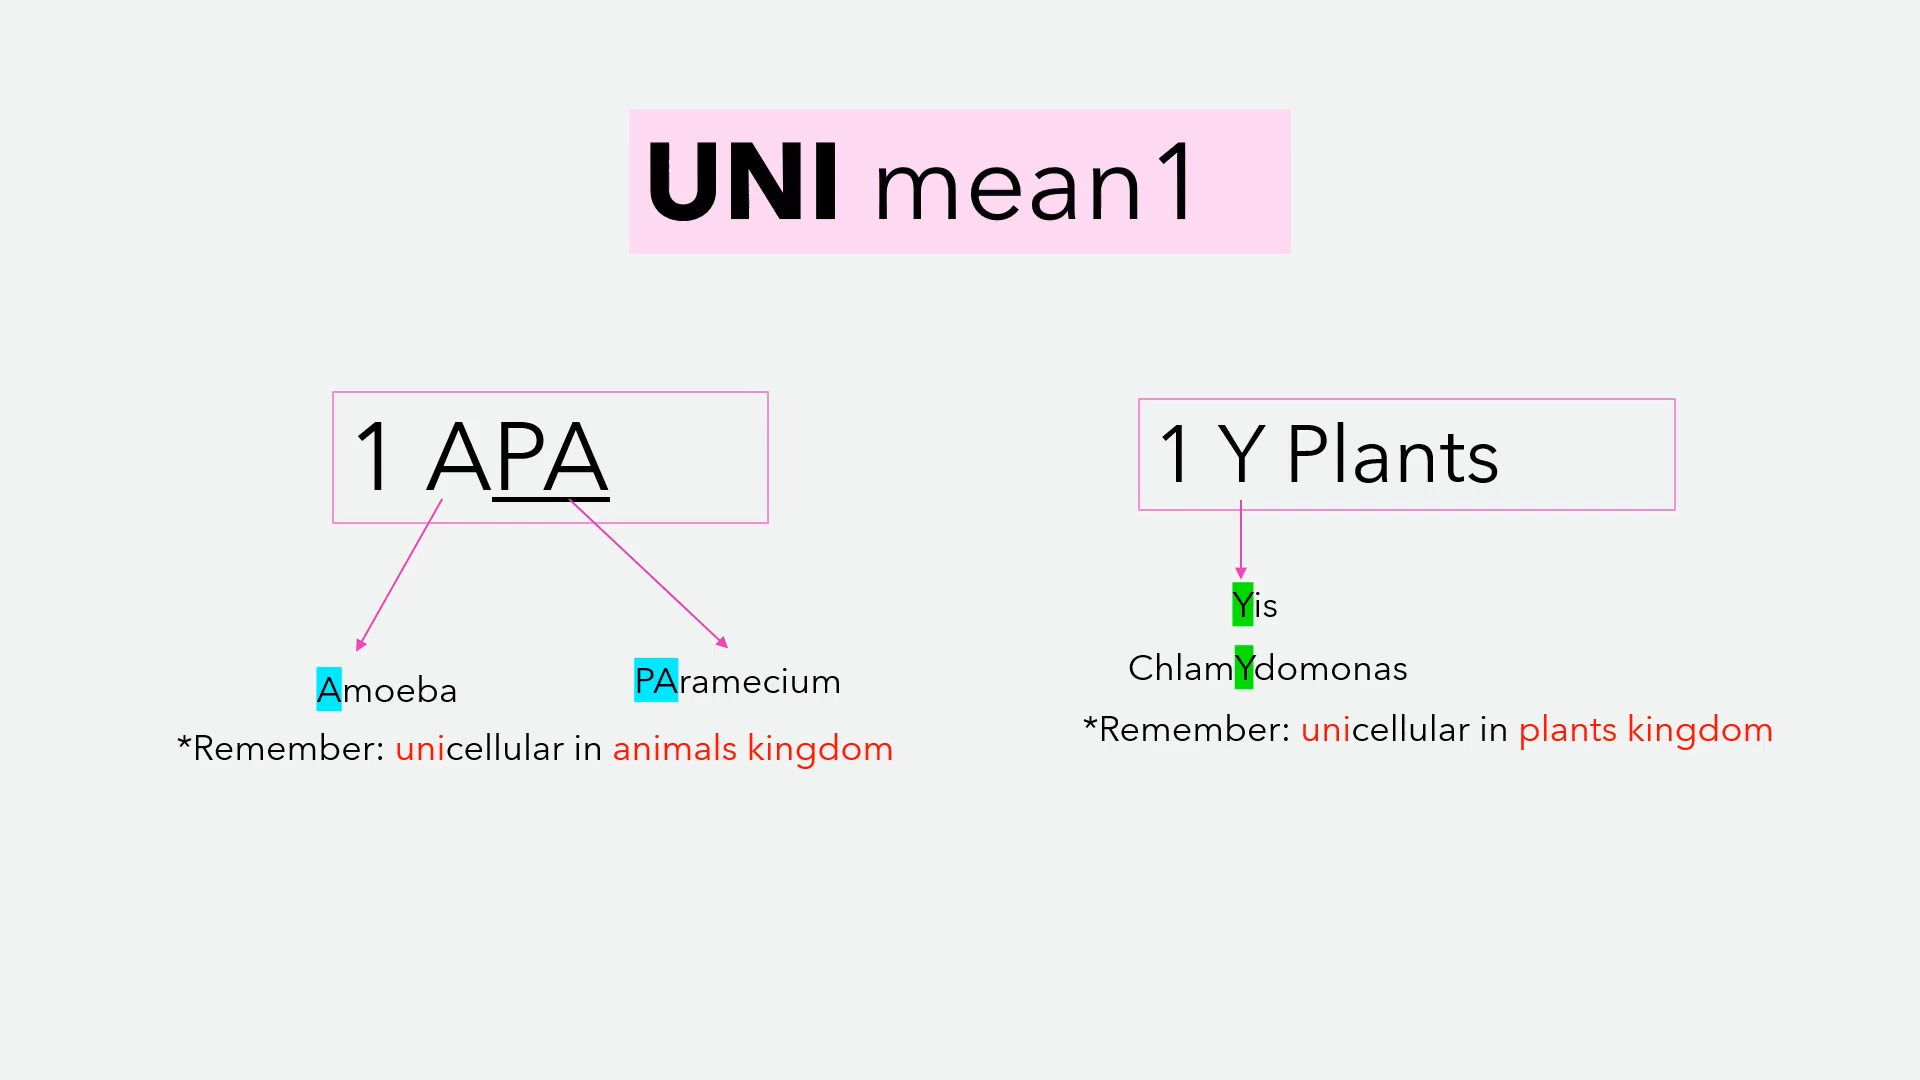 UNI mean1
1 APA
Amoeba
PAramecium
*Remember: unicellular in animals kingdom
1 Y Plants
Yis
ChlamYdomonas
*Remember: unicellular in plants kingdom